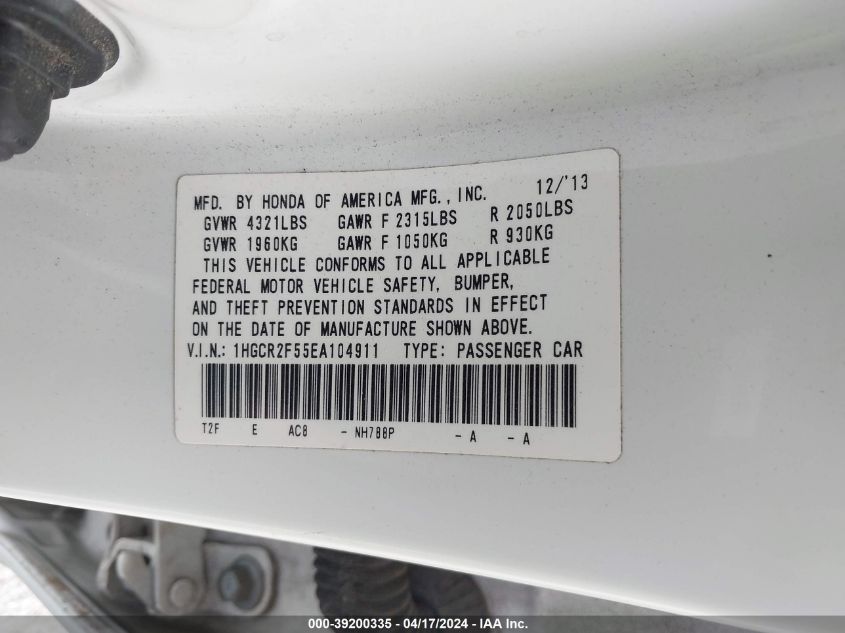 MFD. BY HONDA OF AMERICA MFG., INC. 12/'13
GVWR 4321LBS GAWR F 2315LBS R 2050LBS
GVWR 1960KG GAWR F 1050KG R 930KG
THIS VEHICLE CONFORMS TO ALL APPLICABLE
FEDERAL MOTOR VEHICLE SAFETY, BUMPER,
AND THEFT PREVENTION STANDARDS IN EFFECT
ON THE DATE OF MANUFACTURE SHOWN ABOVE.
V.I.N.: 1HGCR2F55EA104911 TYPE: PASSENGER CAR
T2F E AC8 - NH788P - A - A
000-39200335 - 04/17/2024 - IAA Inc.